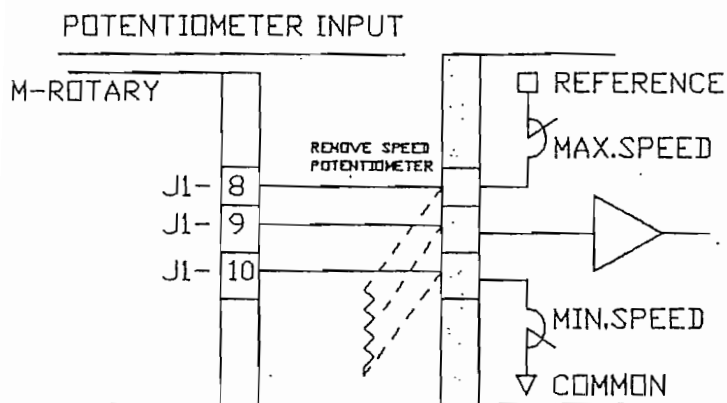 POTENTIOMETER INPUT
M-ROTARY
REFERENCE
REMOVE SPEED
POTENTIOMETER
MAX.SPEED
J1- 8
J1- 9
J1- 10
MIN.SPEED
COMMON